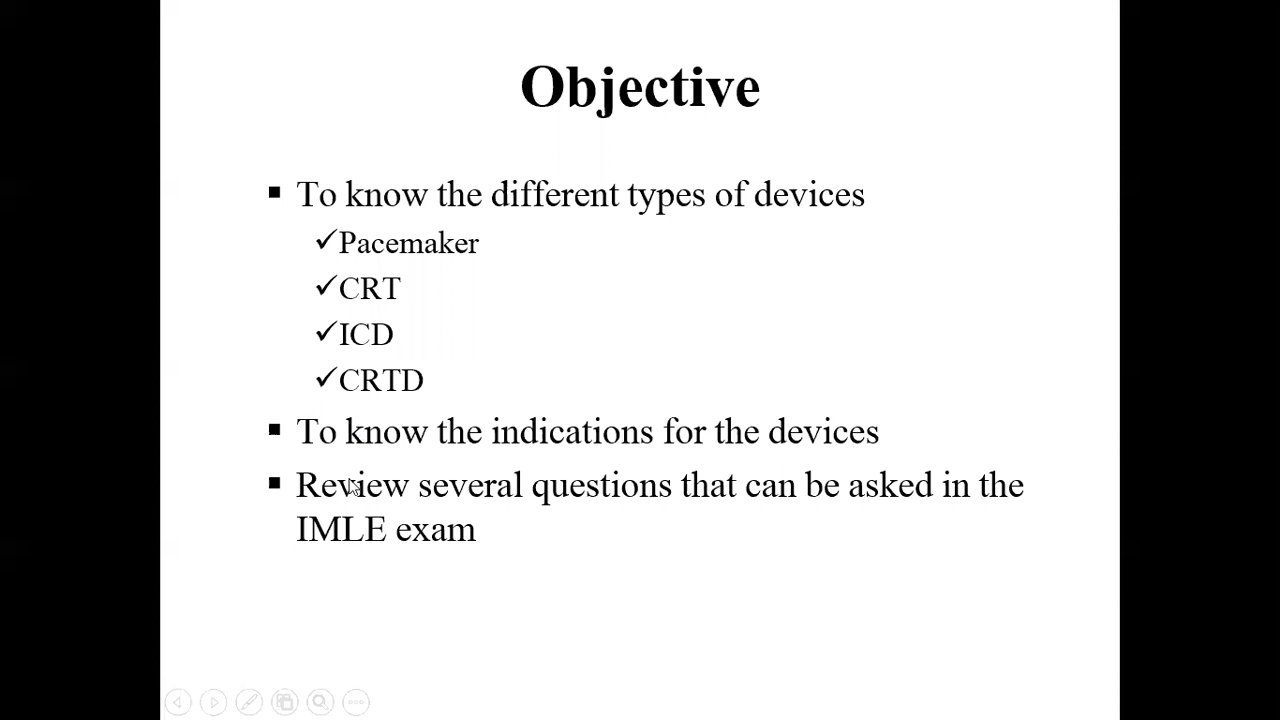 Objective
▪ To know the different types of devices
✓Pacemaker
✓CRT
✓ICD
✓CRTD
▪ To know the indications for the devices
▪ Review several questions that can be asked in the
IMLE exam